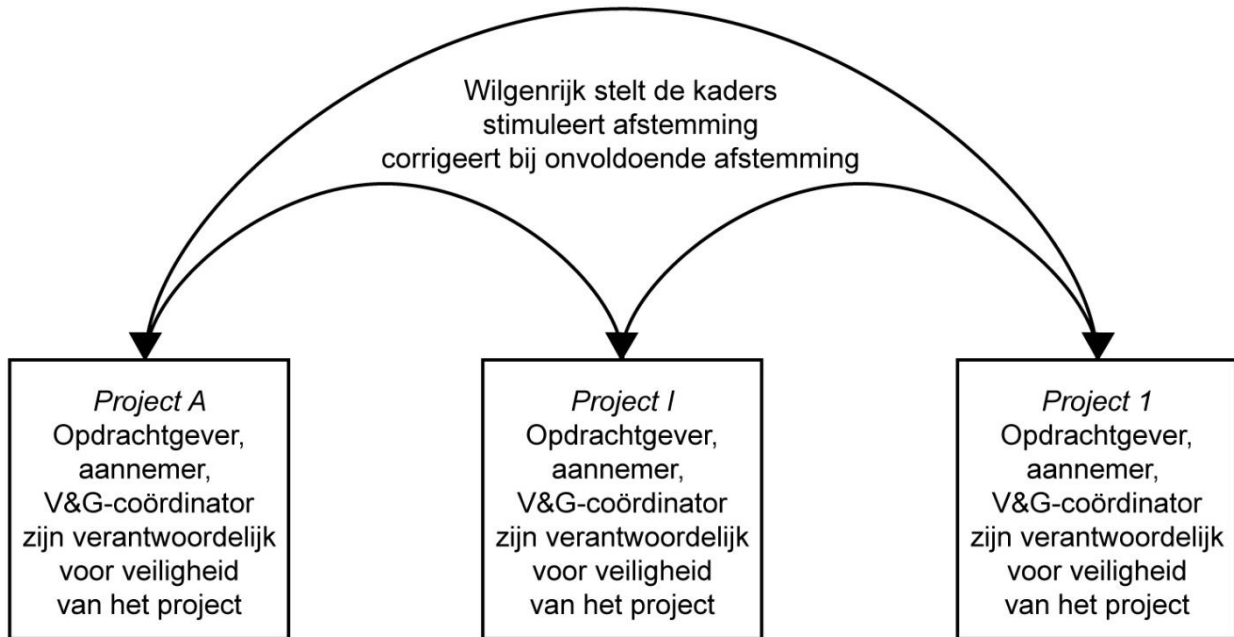 Wilgenrijk stelt de kaders
stimuleert afstemming
corrigeert bij onvoldoende afstemming
Project A
Opdrachtgever,
aannemer,
V&G-coördinator
zijn verantwoordelijk
voor veiligheid
van het project
Project I
Opdrachtgever,
aannemer,
V&G-coördinator
zijn verantwoordelijk
voor veiligheid
van het project
Project 1
Opdrachtgever,
aannemer,
V&G-coördinator
zijn verantwoordelijk
voor veiligheid
van het project